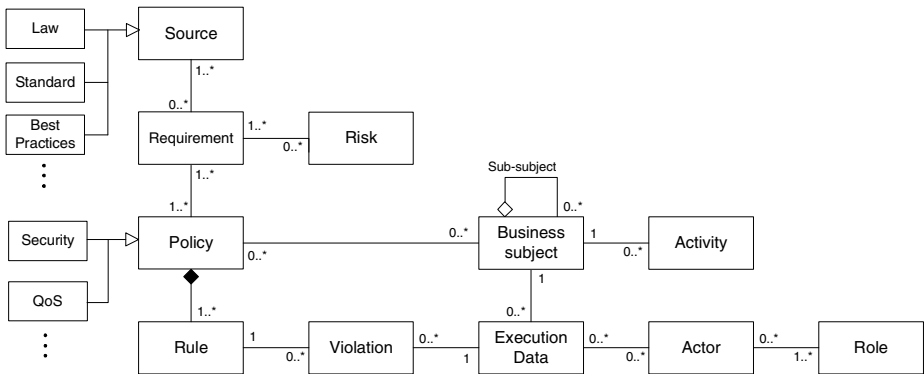 Law
Source
Standard
1..*
0..*
Best
Practices
Requirement
1..*
0..*
Risk
1..*
Sub-subject
1..*
0..*
Security
Policy
0..*
0..*
Business
subject
1
0..*
Activity
QoS
1..*
1
0..*
Rule
1
0..*
Violation
0..*
1
Execution
Data
0..*
0..*
Actor
0..*
1..*
Role